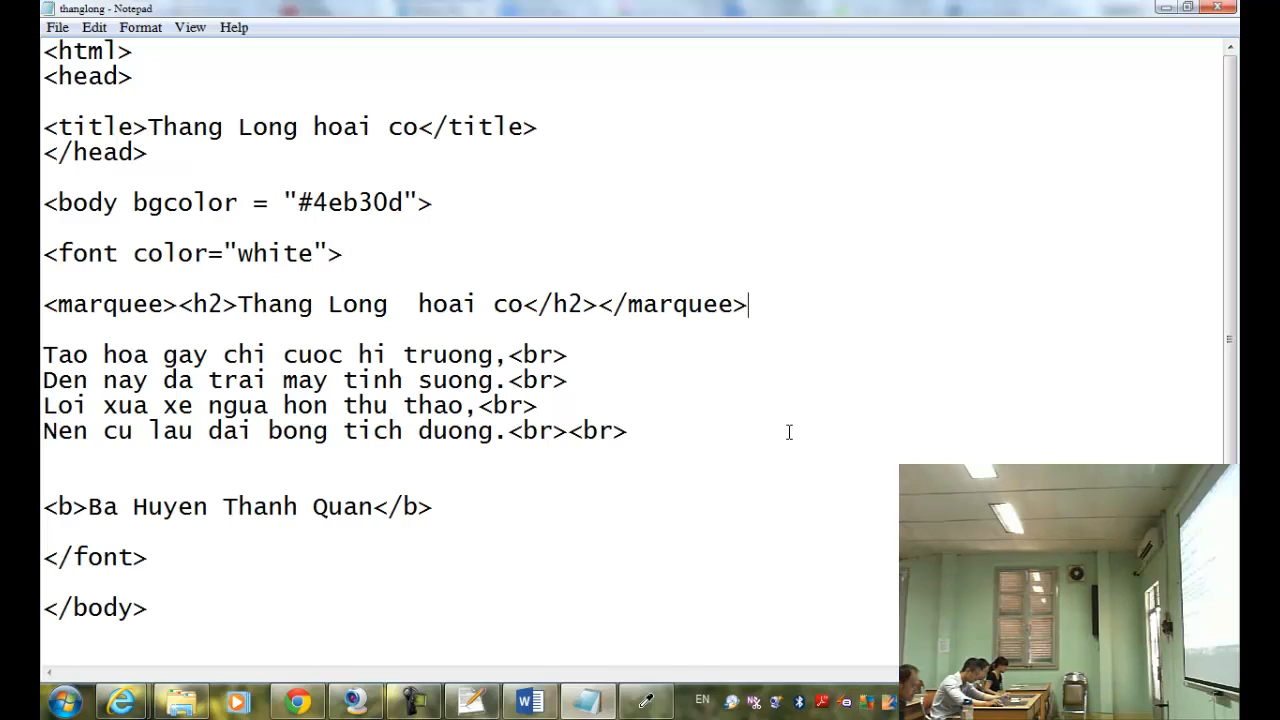 thanglong - Notepad
File Edit Format View Help
<html>
<head>
<title>Thang Long hoai co</title>
</head>
<body bgcolor = "#4eb30d">
<font color="white">
<marquee><h2>Thang Long  hoai co</h2></marquee>
Tao hoa gay chi cuoc hi truong,<br>
Den nay da trai may tinh suong.<br>
Loi xua xe ngua hon thu thao,<br>
Nen cu lau dai bong tich duong.<br><br>
<b>Ba Huyen Thanh Quan</b>
</font>
</body>
EN